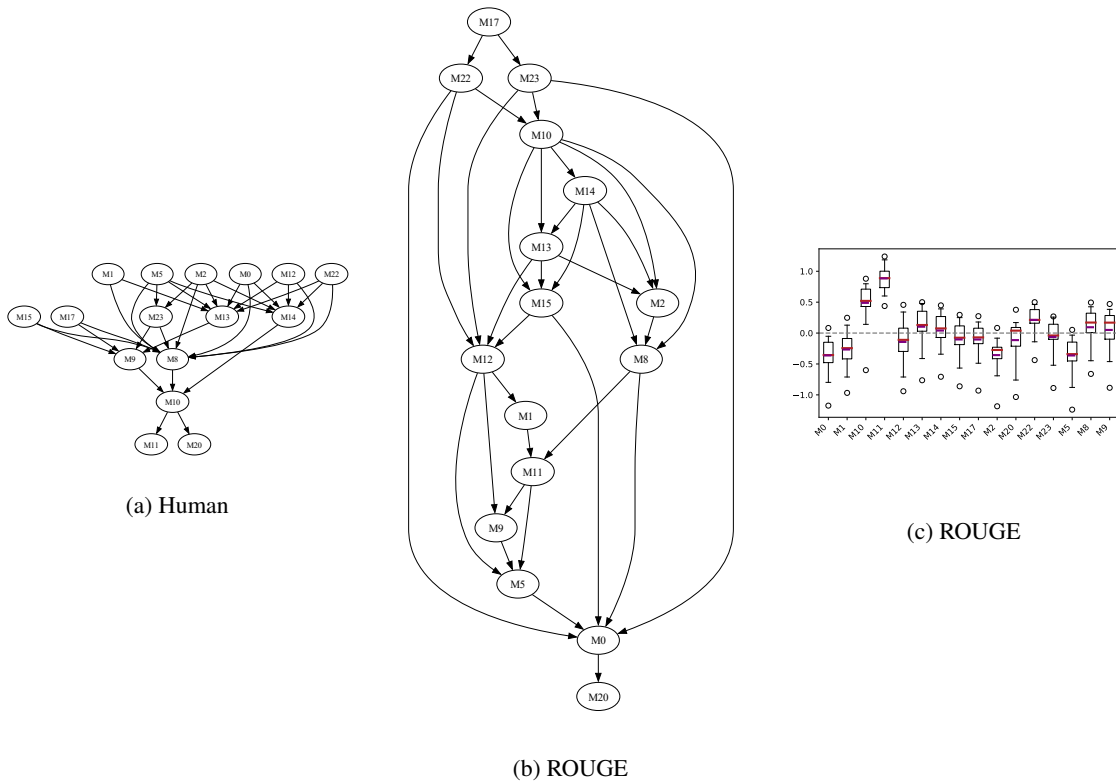 M1 M5 M2 M0 M12 M22
M15 M17 M23 M13 M14
M9 M8
M10
M11 M20
(a) Human
M17
M22 M23
M10
M14
M13
M15 M2
M12 M8
M1
M11
M9
M5
M0
M20
(b) ROUGE
1.0
0.5
0.0
−0.5
−1.0
M0 M1 M10 M11 M12 M13 M14 M15 M17 M2 M20 M22 M23 M5 M8 M9
(c) ROUGE